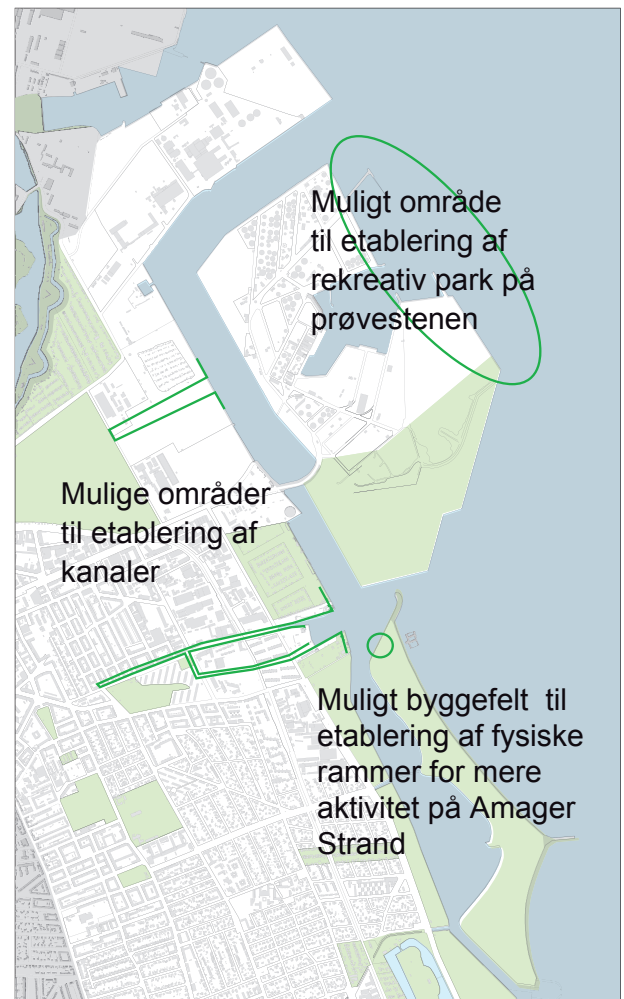 Muligt område
til etablering af
rekreativ park på
prøvestenen
Mulige områder
til etablering af
kanaler
Muligt byggefelt til
etablering af fysiske
rammer for mere
aktivitet på Amager
Strand